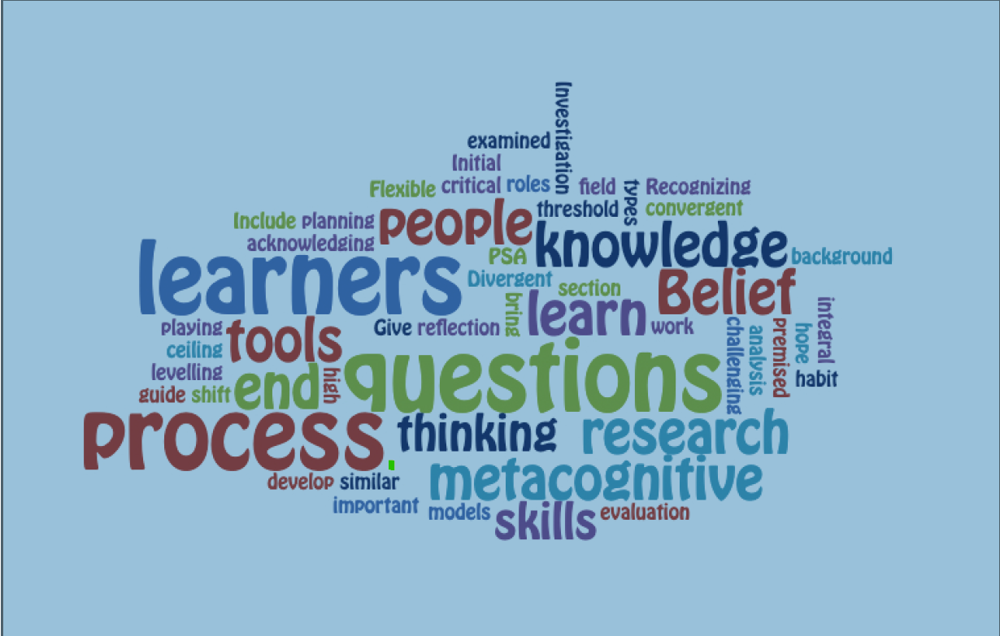 Investigation
examined
Initial
Flexible critical roles field types Recognizing
Include planning people threshold convergent
acknowledging knowledge
learners PSA background
Divergent section Belief
bring learn
playing tools Give reflection work
integral
challenging analysis premised hope
ceiling questions
levelling end high habit
guide shift
process thinking research
develop similar metacognitive
important models skills evaluation